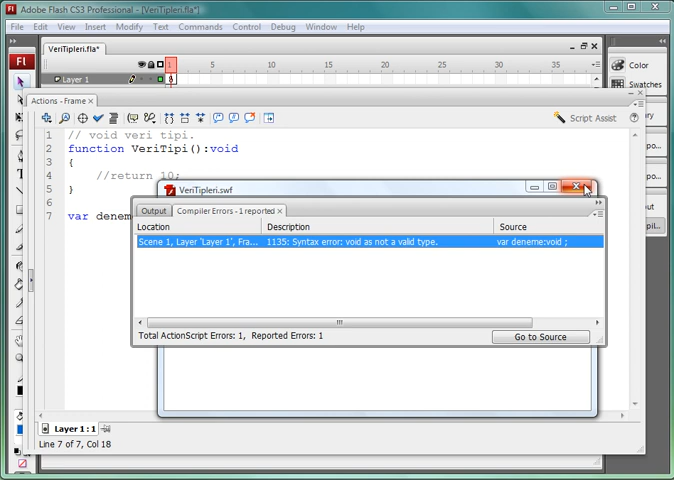 Adobe Flash CS3 Professional - [VeriTipleri.fla*]
File Edit View Insert Modify Text Commands Control Debug Window Help
VeriTipleri.fla*
1 5 10 15 20 25 30 35
Layer 1
Color
Swatches
Actions - Frame
Script Assist
1 // void veri tipi.
2 function VeriTipi():void
3 {
4 //return 10;
5 }
6
7 var deneme
VeriTipleri.swf
Output Compiler Errors - 1 reported
Location Description Source
Scene 1, Layer 'Layer 1', Fra... 1135: Syntax error: void as not a valid type. var deneme:void ;
Total ActionScript Errors: 1, Reported Errors: 1
Go to Source
Layer 1 : 1
Line 7 of 7, Col 18